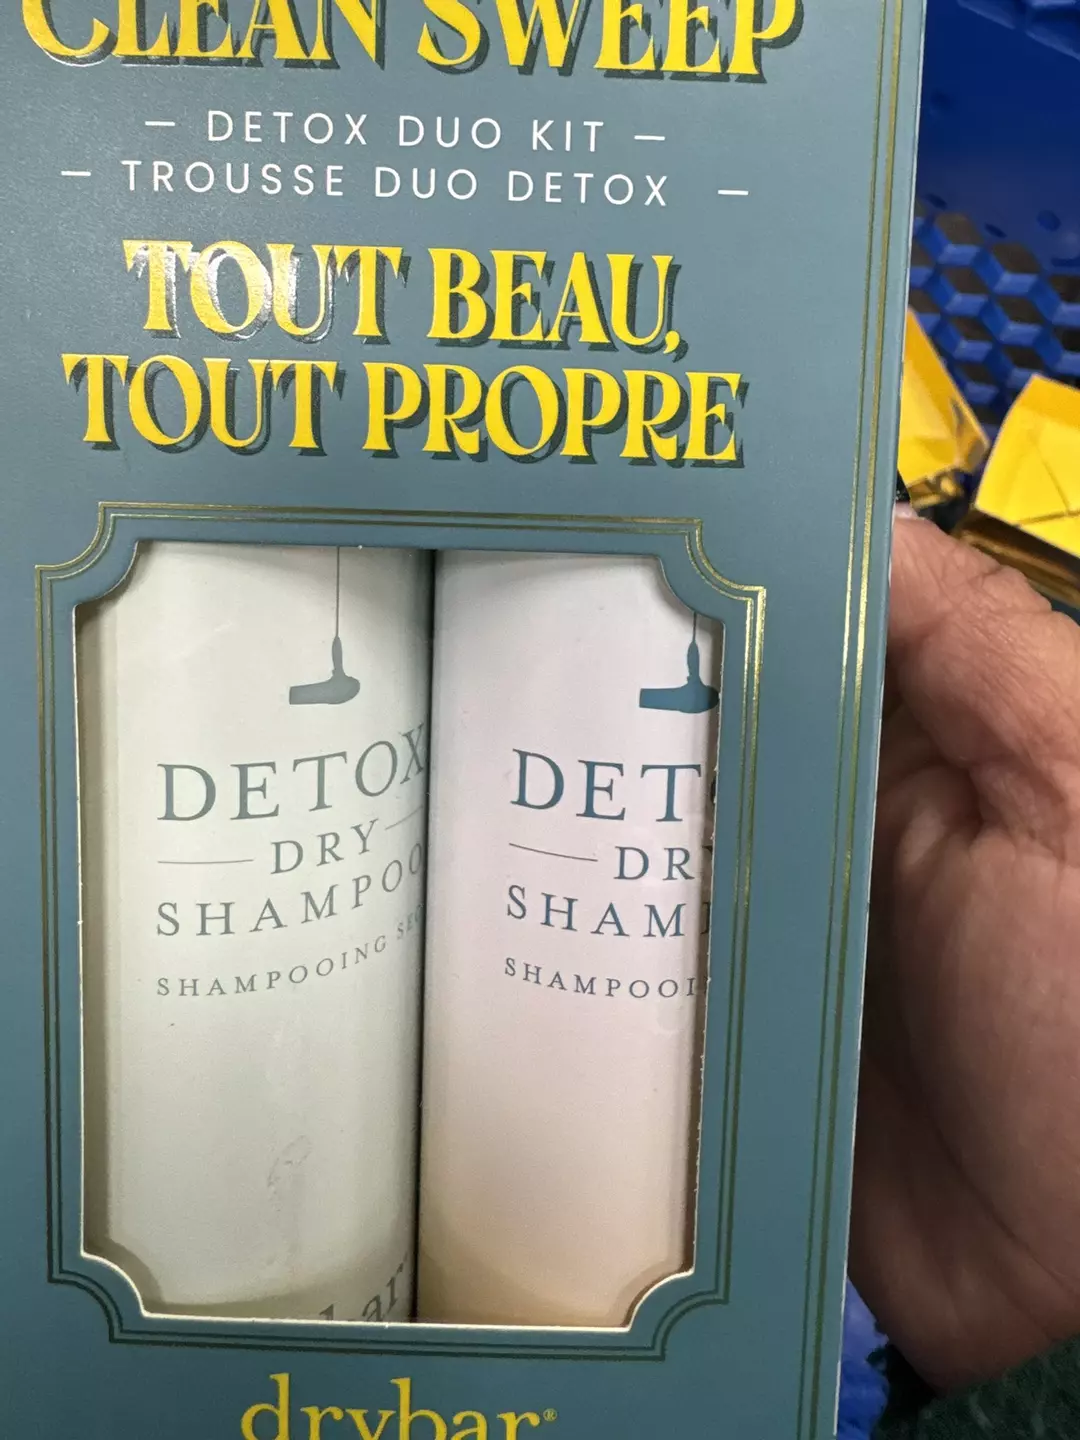 CLEAN SWEEP
— DETOX DUO KIT —
— TROUSSE DUO DETOX —
TOUT BEAU,
TOUT PROPRE
DETOX
DRY
SHAMPOO
SHAMPOOING
DET
DR
SHAM
SHAMPOOI
drybar®